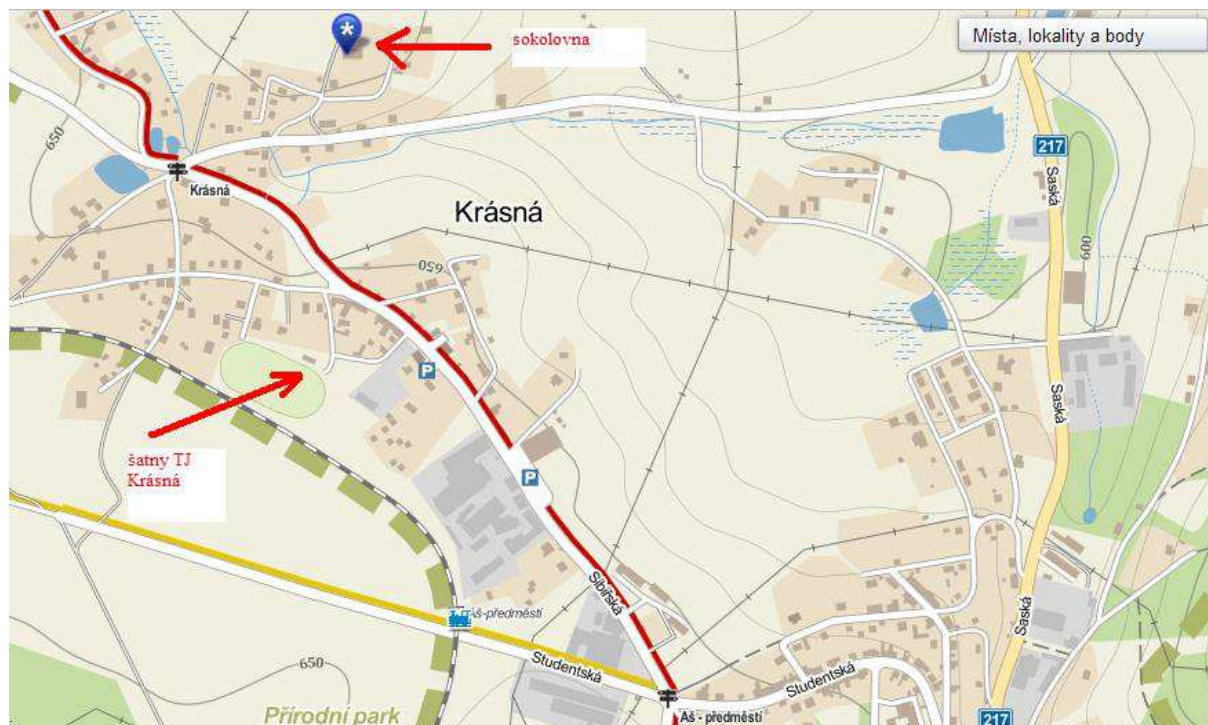 sokolovna
Místa, lokality a body
650
217
Saská
Krásná
Krásná
600
650
P
Saská
šatny TJ
Krásná
P
Sibiřská
Aš-předměstí
Saská
650
Studentská
Studentská
Aš - předměstí
Přírodní park
217